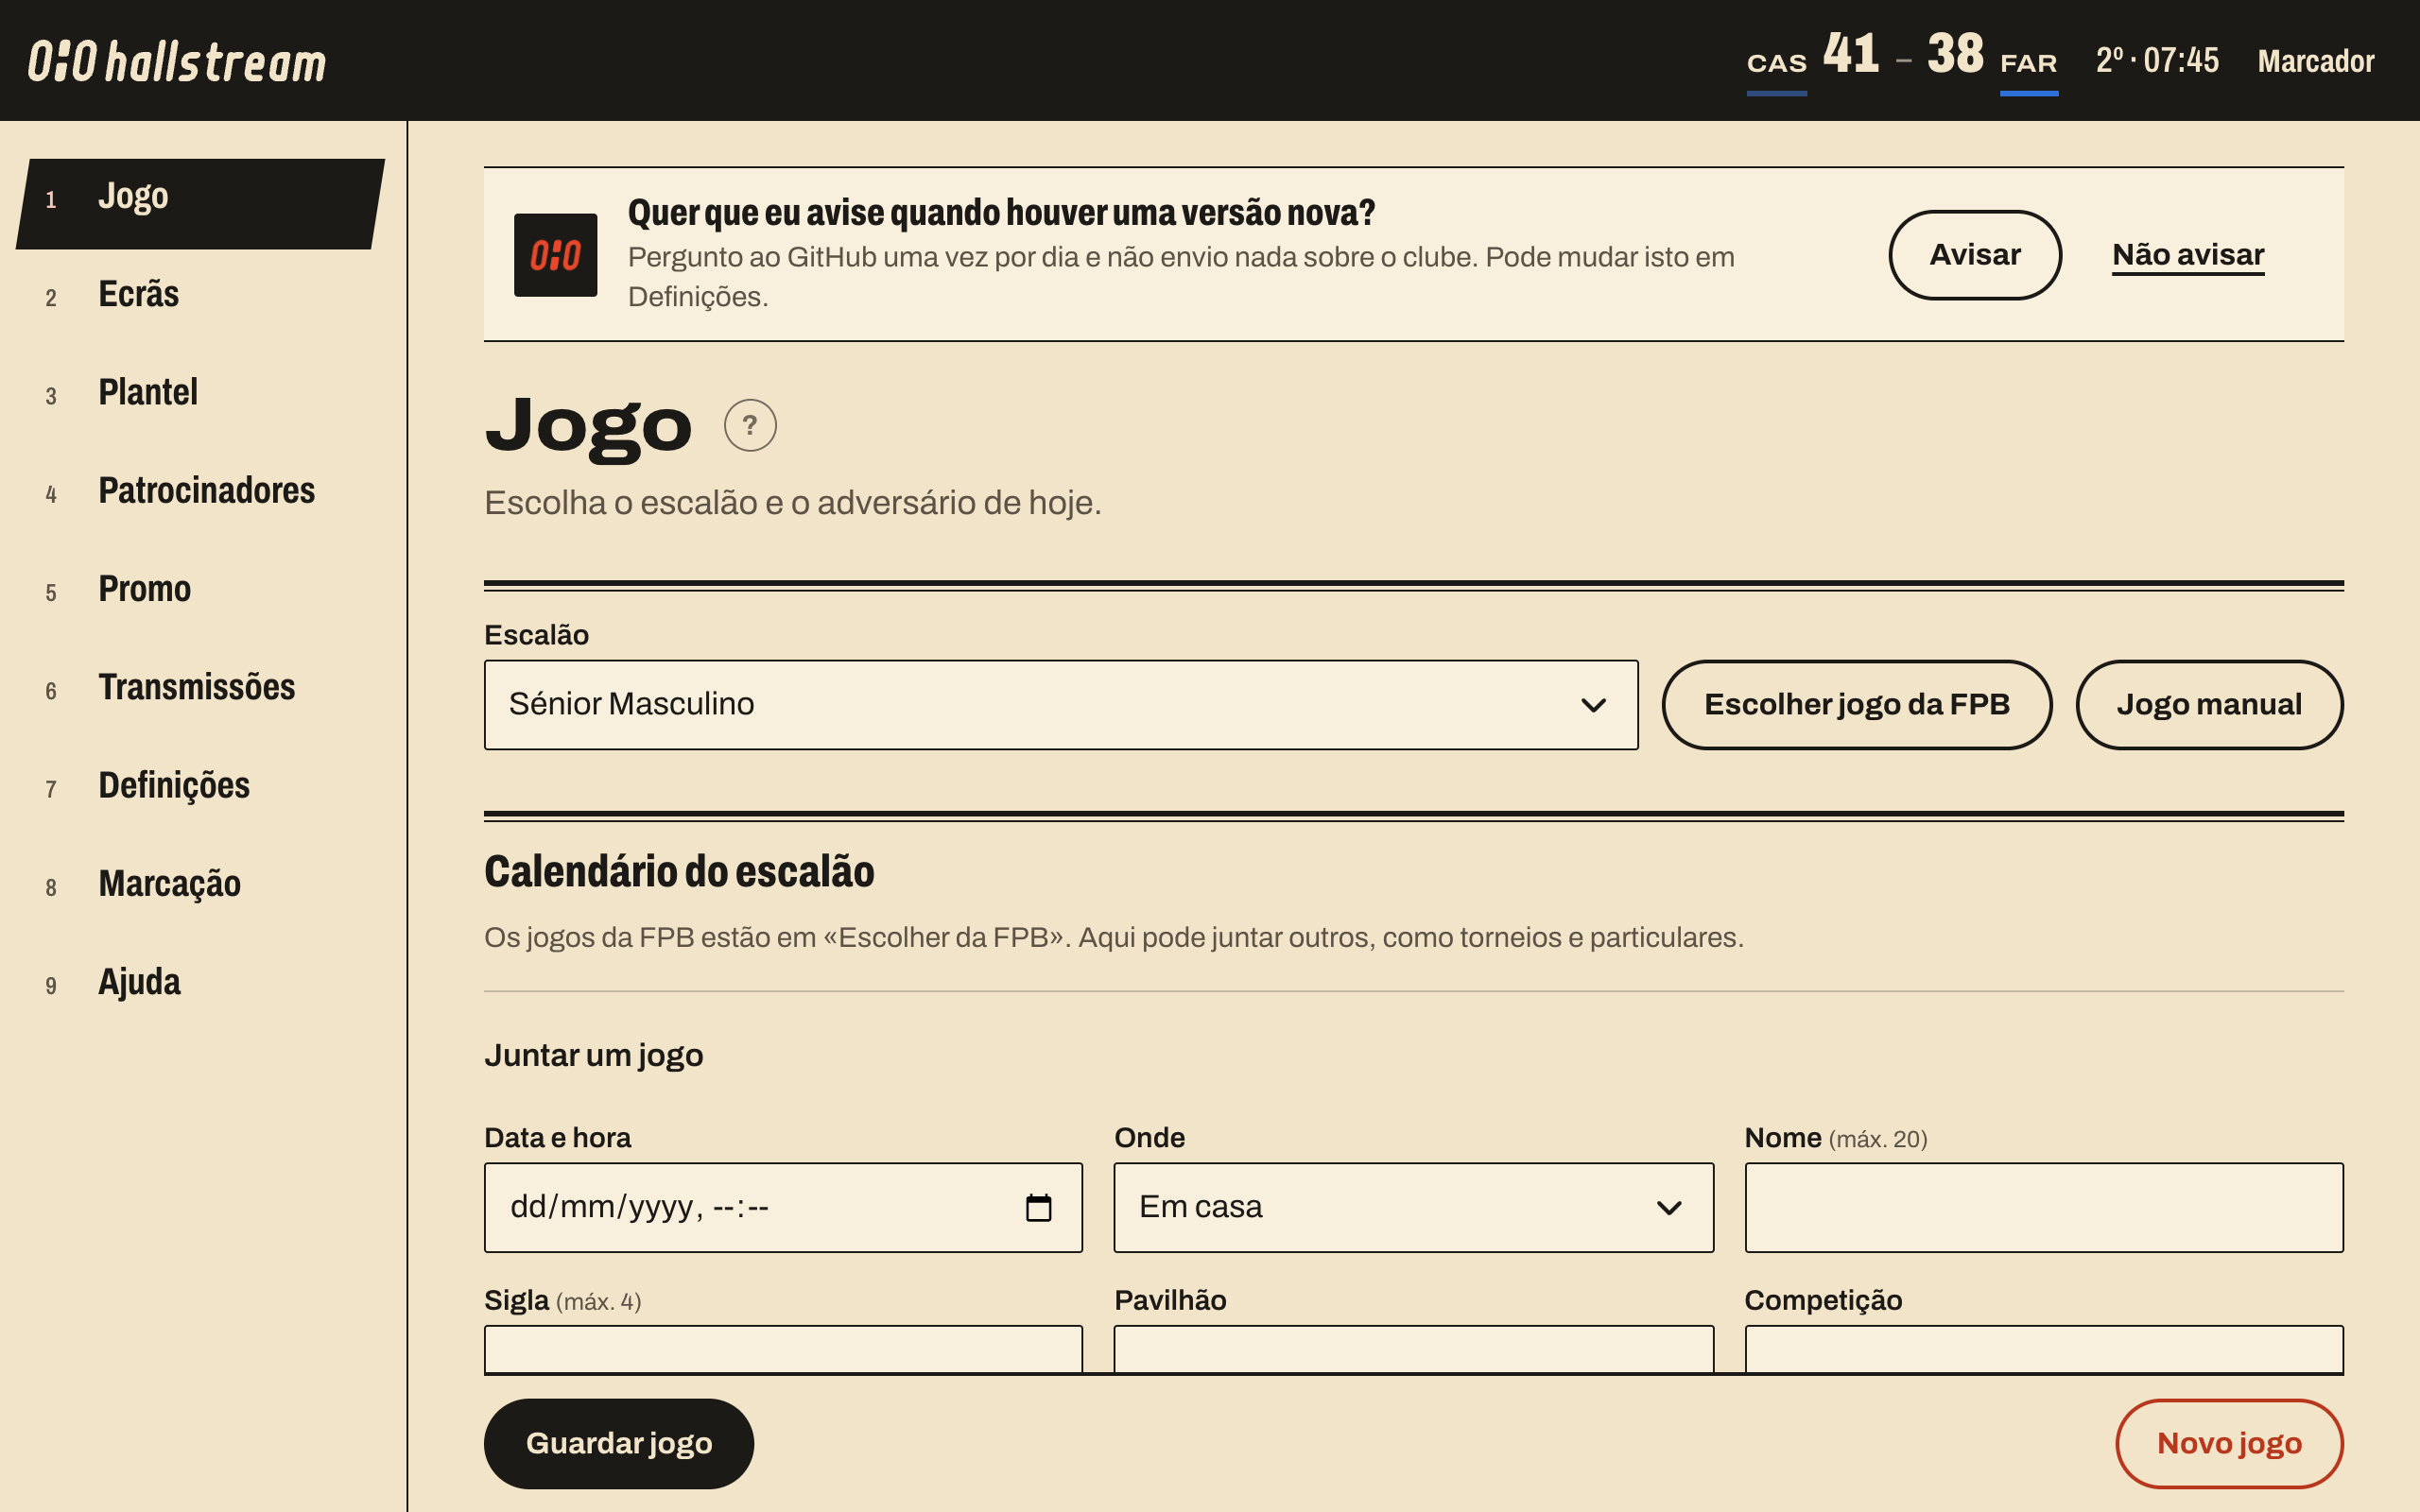 0:0 hallstream
CAS 41 – 38 FAR 2º · 07:45 Marcador
1 Jogo
2 Ecrãs
3 Plantel
4 Patrocinadores
5 Promo
6 Transmissões
7 Definições
8 Marcação
9 Ajuda
0:0
Quer que eu avise quando houver uma versão nova?
Pergunto ao GitHub uma vez por dia e não envio nada sobre o clube. Pode mudar isto em
Definições.
Avisar
Não avisar
Jogo ?
Escolha o escalão e o adversário de hoje.
Escalão
Sénior Masculino
Escolher jogo da FPB
Jogo manual
Calendário do escalão
Os jogos da FPB estão em «Escolher da FPB». Aqui pode juntar outros, como torneios e particulares.
Juntar um jogo
Data e hora
dd/mm/yyyy, --:--
Onde
Em casa
Nome (máx. 20)
Sigla (máx. 4)
Pavilhão
Competição
Guardar jogo
Novo jogo